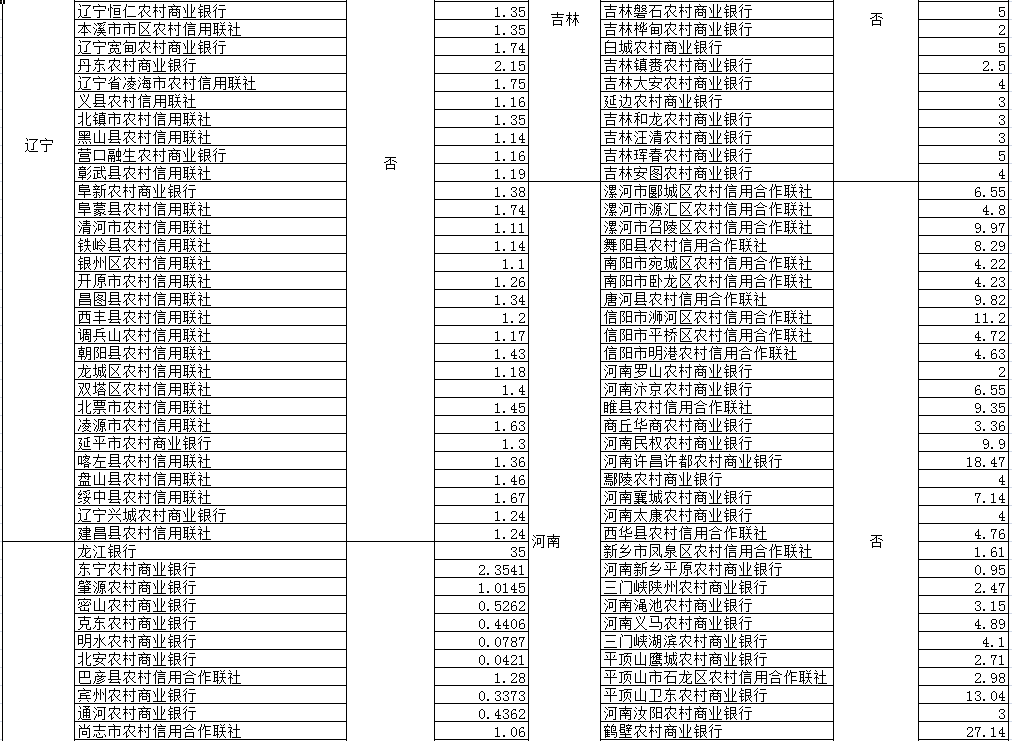 辽宁恒仁农村商业银行 1.35 吉林 吉林磐石农村商业银行 否 5
本溪市市区农村信用联社 1.35 吉林桦甸农村商业银行 2
辽宁宽甸农村商业银行 1.74 白城农村商业银行 5
丹东农村商业银行 2.15 吉林镇赉农村商业银行 2.5
辽宁省凌海市农村信用联社 1.75 吉林大安农村商业银行 4
义县农村信用联社 1.16 延边农村商业银行 3
北镇市农村信用联社 1.35 吉林和龙农村商业银行 3
辽宁 黑山县农村信用联社 1.14 吉林汪清农村商业银行 3
营口融生农村商业银行 否 1.16 吉林珲春农村商业银行 5
彰武县农村信用联社 1.19 吉林安图农村商业银行 4
阜新农村商业银行 1.38 漯河市郾城区农村信用合作联社 6.55
阜蒙县农村信用联社 1.74 漯河市源汇区农村信用合作联社 4.8
清河市农村信用联社 1.11 漯河市召陵区农村信用合作联社 9.97
铁岭县农村信用联社 1.14 舞阳县农村信用合作联社 8.29
银州区农村信用联社 1.1 南阳市宛城区农村信用合作联社 4.22
开原市农村信用联社 1.26 南阳市卧龙区农村信用合作联社 4.23
昌图县农村信用联社 1.34 唐河县农村信用合作联社 9.82
西丰县农村信用联社 1.2 信阳市浉河区农村信用合作联社 11.2
调兵山农村信用联社 1.17 信阳市平桥区农村信用合作联社 4.72
朝阳县农村信用联社 1.43 信阳市明港农村信用合作联社 4.63
龙城区农村信用联社 1.18 河南罗山农村商业银行 2
双塔区农村信用联社 1.4 河南汴京农村商业银行 6.55
北票市农村信用联社 1.45 睢县农村信用合作联社 9.35
凌源市农村信用联社 1.63 商丘华商农村商业银行 3.36
延平市农村商业银行 1.3 河南民权农村商业银行 9.9
喀左县农村信用联社 1.36 河南许昌许都农村商业银行 18.47
盘山县农村信用联社 1.46 鄢陵农村商业银行 4
绥中县农村信用联社 1.67 河南襄城农村商业银行 7.14
辽宁兴城农村商业银行 1.24 河南太康农村商业银行 4
建昌县农村信用联社 1.24 河南 西华县农村信用合作联社 否 4.76
龙江银行 35 新乡市凤泉区农村信用合作联社 1.61
东宁农村商业银行 2.3541 河南新乡平原农村商业银行 0.95
肇源农村商业银行 1.0145 三门峡陕州农村商业银行 2.47
密山农村商业银行 0.5262 河南渑池农村商业银行 3.15
克东农村商业银行 0.4406 河南义马农村商业银行 4.89
明水农村商业银行 0.0787 三门峡湖滨农村商业银行 4.1
北安农村商业银行 0.0421 平顶山鹰城农村商业银行 2.71
巴彦县农村信用合作联社 1.28 平顶山市石龙区农村信用合作联社 2.98
宾州农村商业银行 0.3373 平顶山卫东农村商业银行 13.04
通河农村商业银行 0.4362 河南汝阳农村商业银行 3
尚志市农村信用合作联社 1.06 鹤壁农村商业银行 27.14